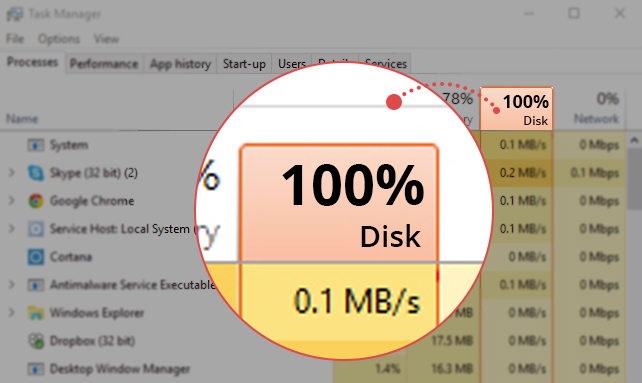 Task Manager
File Options View
Processes Performance App history Start-up Users Details Services
78% 100% 0%
Name ry Disk Network
System 0.1 MB/s 0 Mbps
Skype (32 bit) (2) 0.2 MB/s 0.1 Mbps
Google Chrome 0.1 MB/s 0 Mbps
Service Host: Local System 0.1 MB/s 0 Mbps
Cortana 0 MB/s 0 Mbps
Antimalware Service Executable 0.1 MB/s 0 Mbps
Windows Explorer MB 0 MB/s 0 Mbps
Dropbox (32 bit) 17.5 MB 0 MB/s 0 Mbps
Desktop Window Manager 1.4% 16.3 MB 0 MB/s 0 Mbps
% 100%
ry Disk
0.1 MB/s